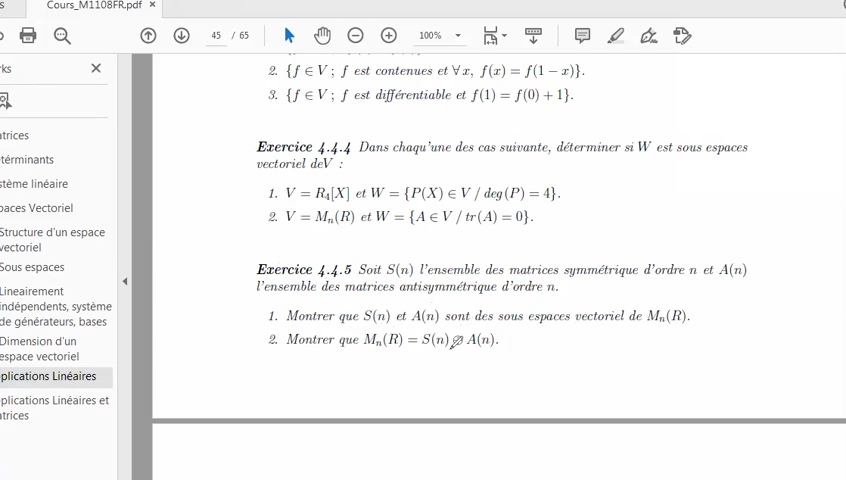 Cours_M1108FR.pdf ×
45 / 65
100%
rks
atrices
éterminants
stème linéaire
paces Vectoriel
Structure d'un espace
vectoriel
Sous espaces
Lineairement
indépendents, système
de générateurs, bases
Dimension d'un
espace vectoriel
plications Linéaires
plications Linéaires et
atrices
2. {f ∈ V ; f est contenues et ∀x, f(x) = f(1 − x)}.
3. {f ∈ V ; f est différentiable et f(1) = f(0) + 1}.
Exercice 4.4.4 Dans chaqu'une des cas suivante, déterminer si W est sous espaces
vectoriel deV :
1. V = R₄[X] et W = {P(X) ∈ V / deg(P) = 4}.
2. V = Mₙ(R) et W = {A ∈ V / tr(A) = 0}.
Exercice 4.4.5 Soit S(n) l'ensemble des matrices symmétrique d'ordre n et A(n)
l'ensemble des matrices antisymmétrique d'ordre n.
1. Montrer que S(n) et A(n) sont des sous espaces vectoriel de Mₙ(R).
2. Montrer que Mₙ(R) = S(n) A(n).